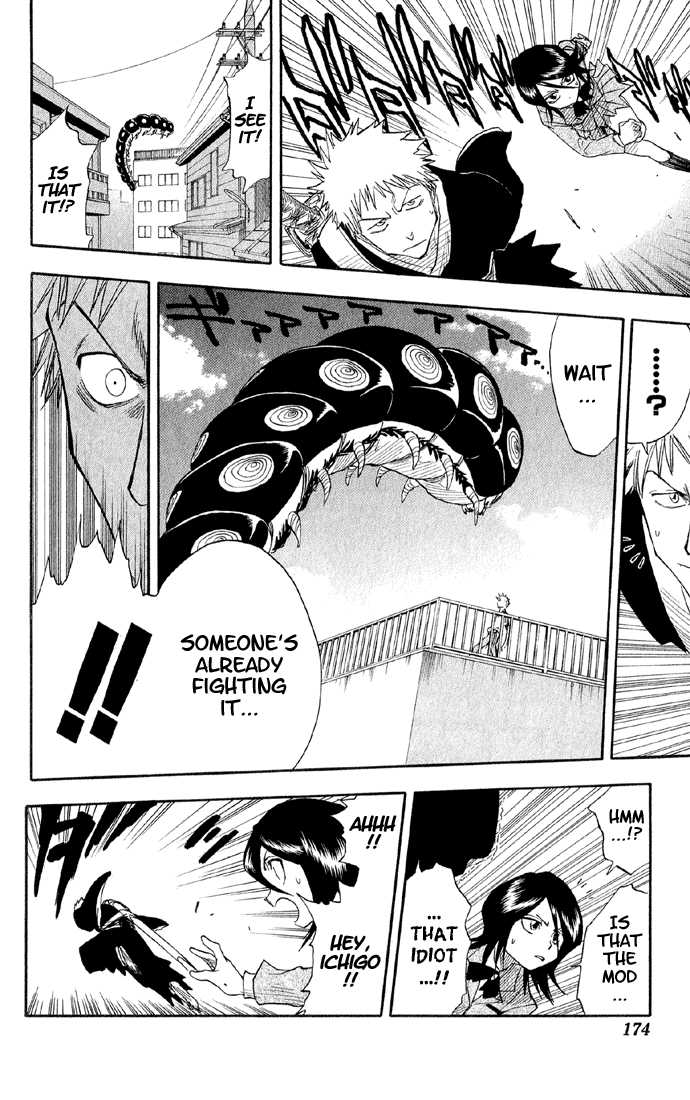 I
SEE
IT!
IS
THAT
IT!?
......?
WAIT
...
SOMEONE'S
ALREADY
FIGHTING
IT...
!!
HMM
...!?
IS
THAT
THE
MOD
...
...
THAT
IDIOT
...!!
AHHH
!!
HEY,
ICHIGO
!!
174